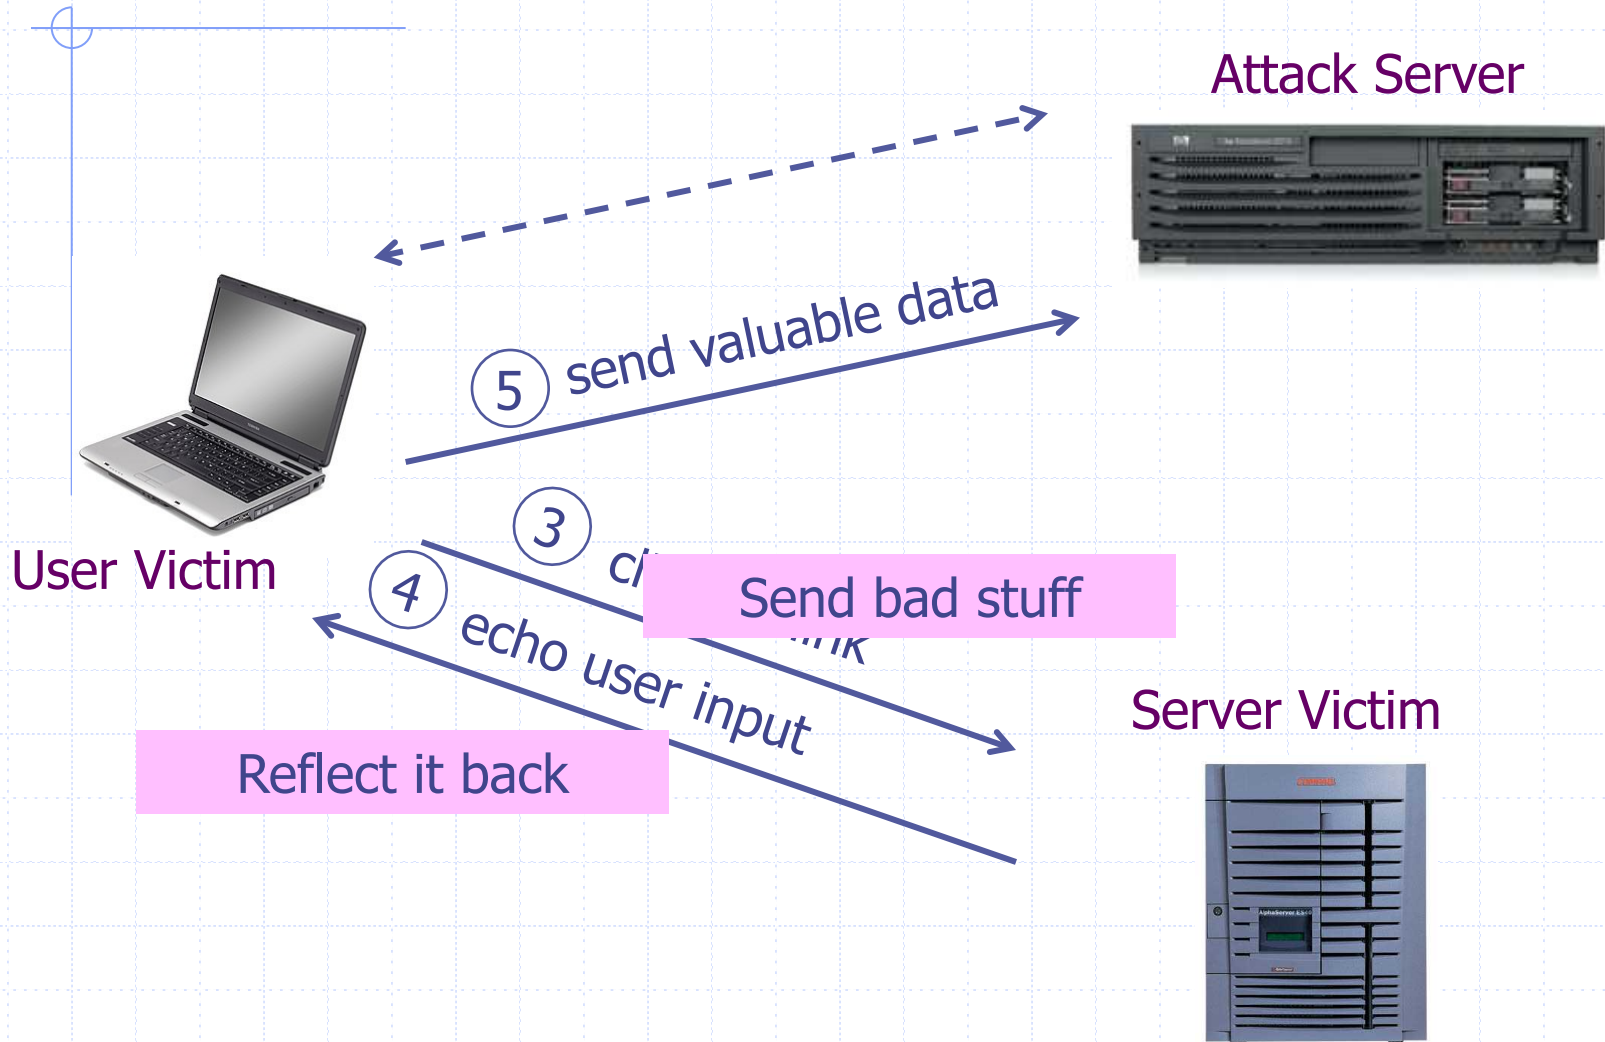 Attack Server
5 send valuable data
3
User Victim
Send bad stuff
4 echo user input
Server Victim
Reflect it back
AlphaServer